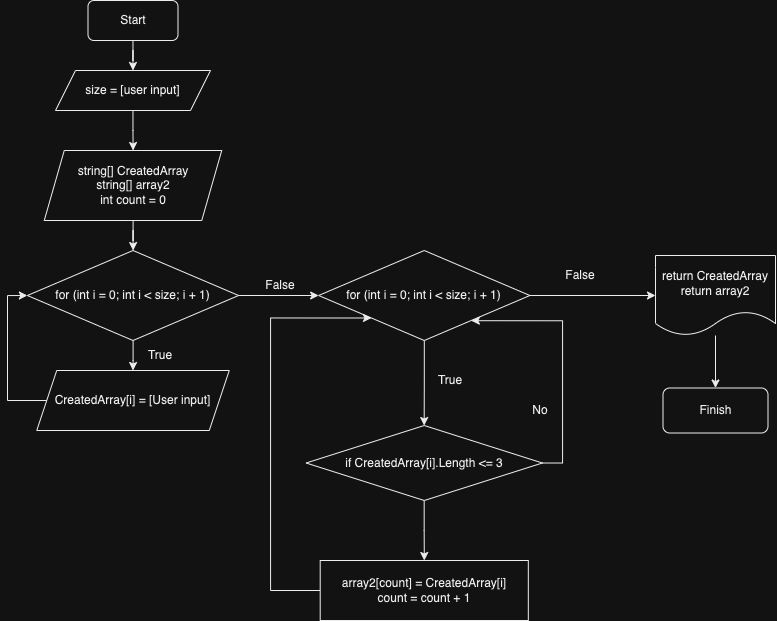 Start
size = [user input]
string[] CreatedArray
string[] array2
int count = 0
for (int i = 0; int i < size; i + 1)
False
for (int i = 0; int i < size; i + 1)
False
return CreatedArray
return array2
True
CreatedArray[i] = [User input]
True
No
Finish
if CreatedArray[i].Length <= 3
array2[count] = CreatedArray[i]
count = count + 1